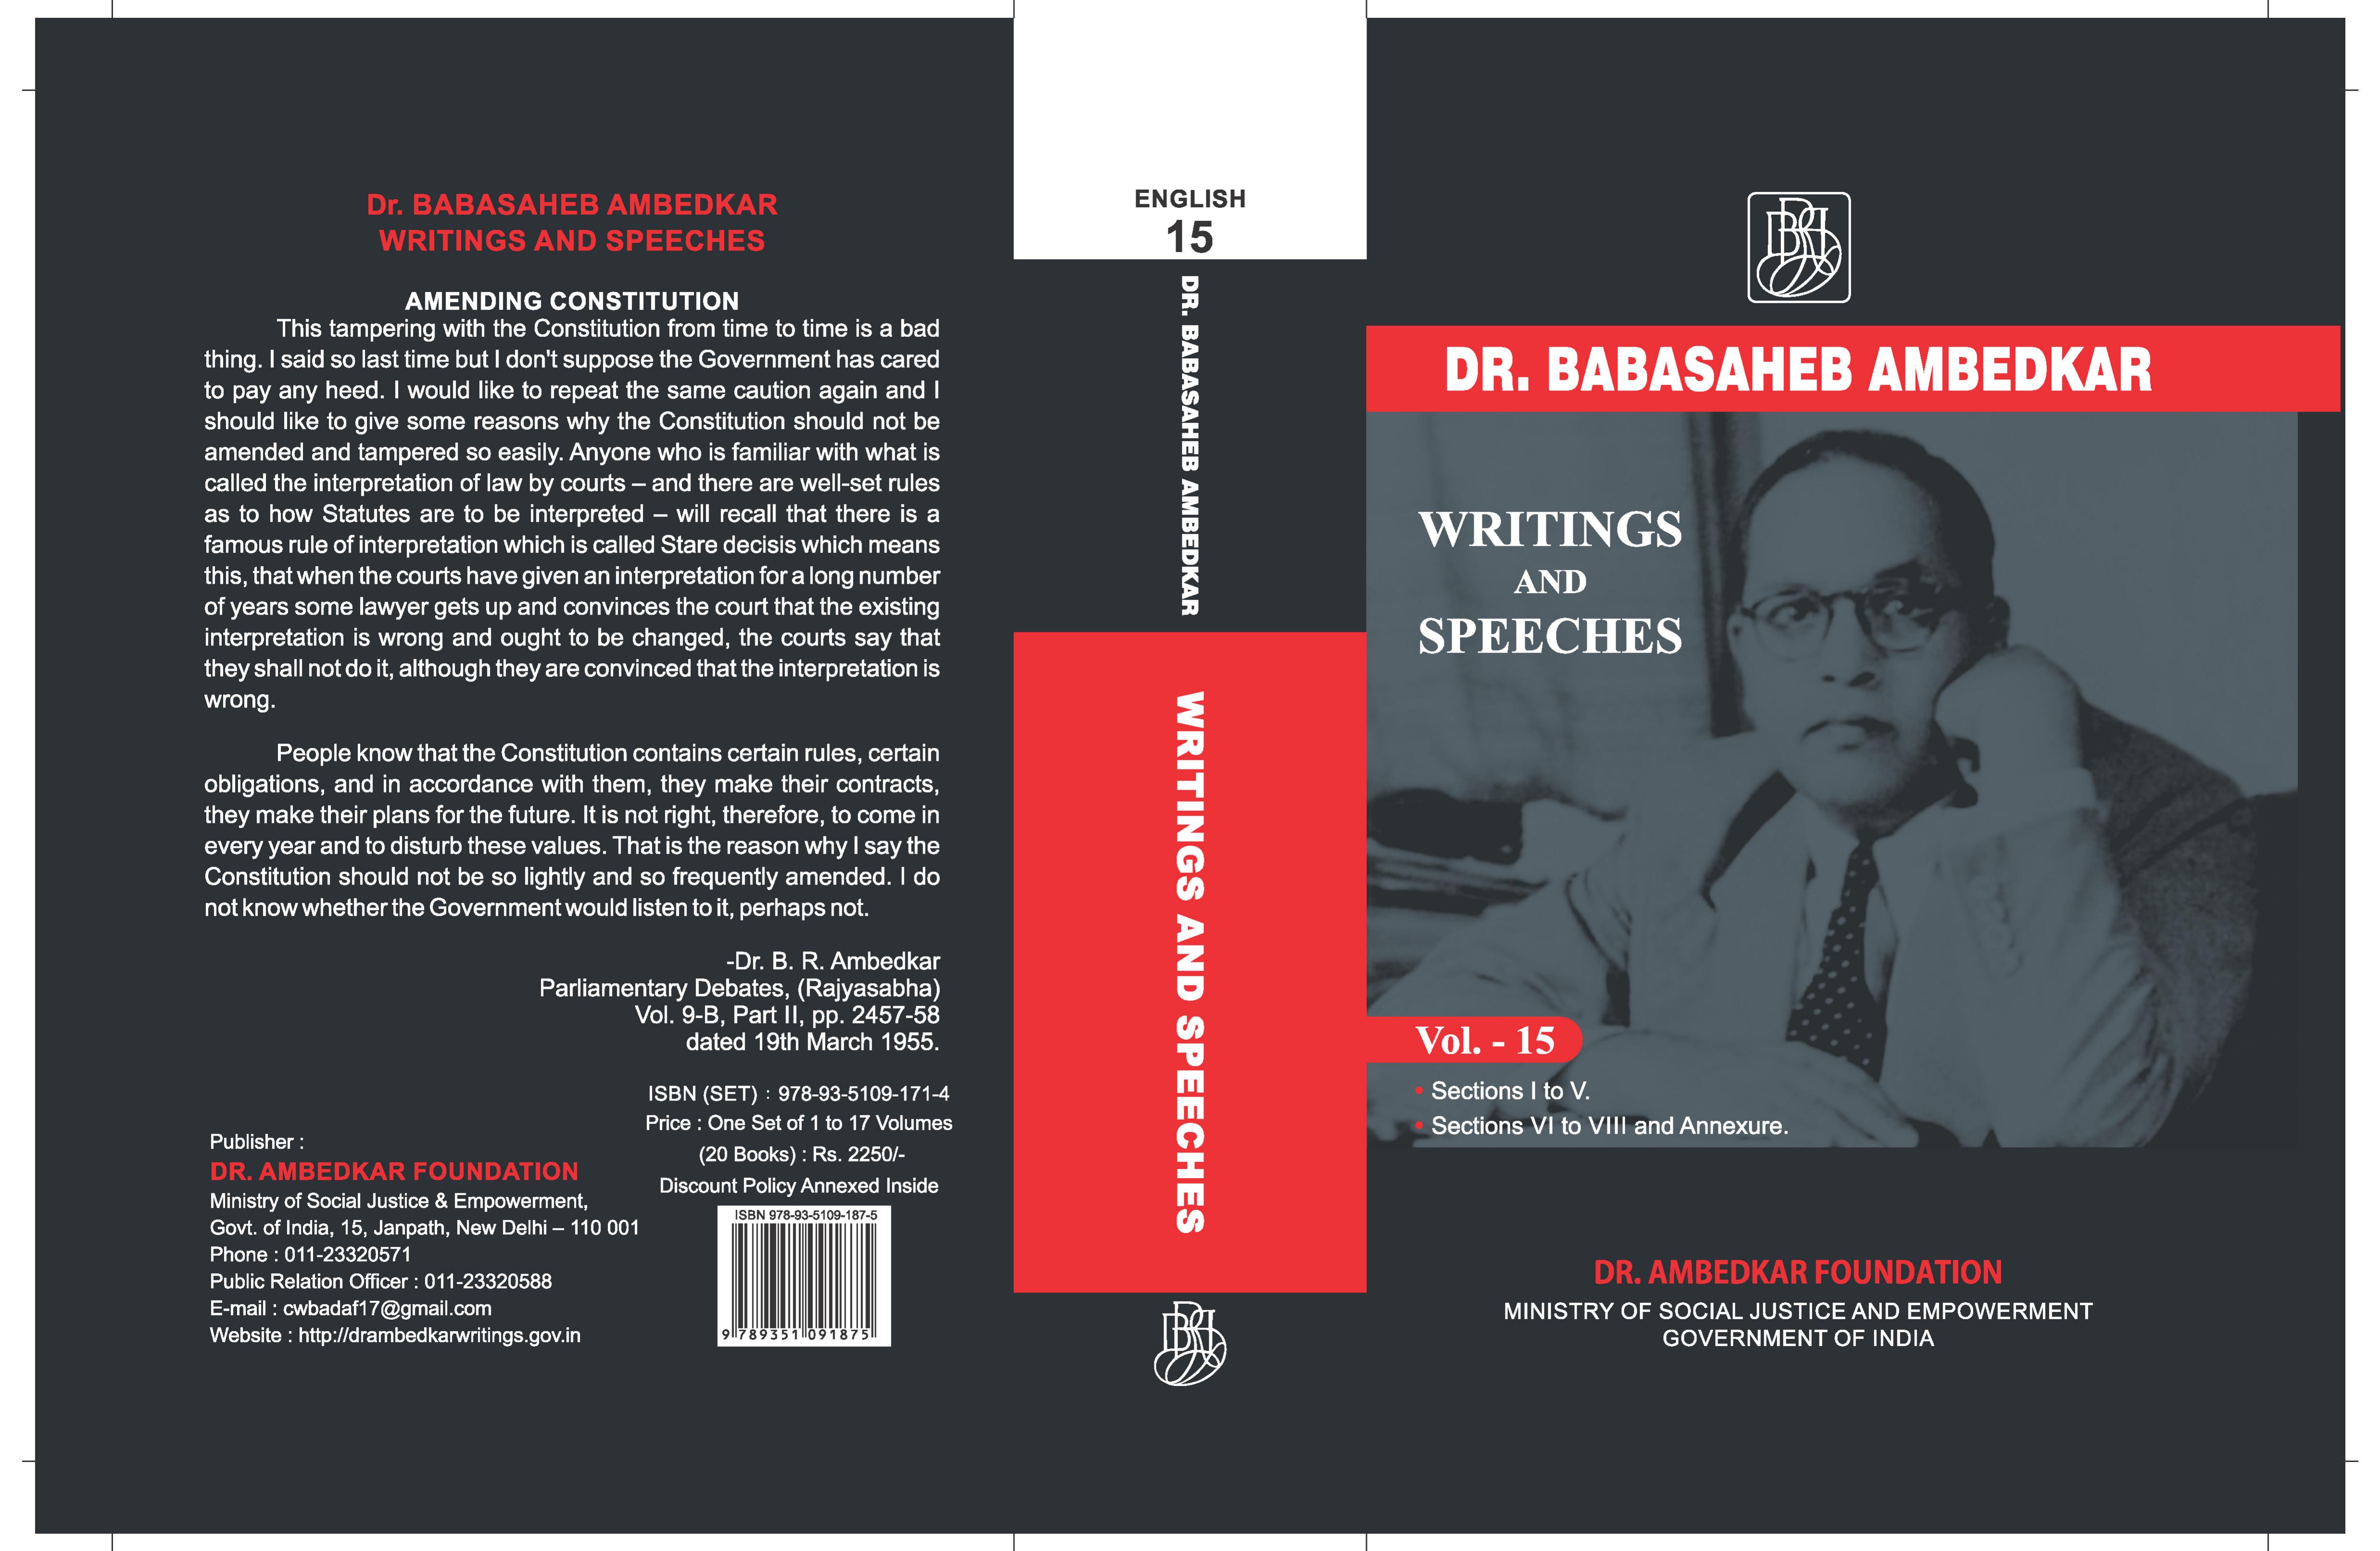 Dr. BABASAHEB AMBEDKAR
WRITINGS AND SPEECHES
AMENDING CONSTITUTION
This tampering with the Constitution from time to time is a bad
thing. I said so last time but I don't suppose the Government has cared
to pay any heed. I would like to repeat the same caution again and I
should like to give some reasons why the Constitution should not be
amended and tampered so easily. Anyone who is familiar with what is
called the interpretation of law by courts – and there are well-set rules
as to how Statutes are to be interpreted – will recall that there is a
famous rule of interpretation which is called Stare decisis which means
this, that when the courts have given an interpretation for a long number
of years some lawyer gets up and convinces the court that the existing
interpretation is wrong and ought to be changed, the courts say that
they shall not do it, although they are convinced that the interpretation is
wrong.
People know that the Constitution contains certain rules, certain
obligations, and in accordance with them, they make their contracts,
they make their plans for the future. It is not right, therefore, to come in
every year and to disturb these values. That is the reason why I say the
Constitution should not be so lightly and so frequently amended. I do
not know whether the Government would listen to it, perhaps not.
-Dr. B. R. Ambedkar
Parliamentary Debates, (Rajyasabha)
Vol. 9-B, Part II, pp. 2457-58
dated 19th March 1955.
ISBN (SET) : 978-93-5109-171-4
Price : One Set of 1 to 17 Volumes
(20 Books) : Rs. 2250/-
Discount Policy Annexed Inside
ISBN 978-93-5109-187-5
9 789351 091875
Publisher :
DR. AMBEDKAR FOUNDATION
Ministry of Social Justice & Empowerment,
Govt. of India, 15, Janpath, New Delhi – 110 001
Phone : 011-23320571
Public Relation Officer : 011-23320588
E-mail : cwbadaf17@gmail.com
Website : http://drambedkarwritings.gov.in
ENGLISH
15
DR. BABASAHEB AMBEDKAR
WRITINGS AND SPEECHES
DR. BABASAHEB AMBEDKAR
WRITINGS
AND
SPEECHES
Vol. - 15
• Sections I to V.
• Sections VI to VIII and Annexure.
DR. AMBEDKAR FOUNDATION
MINISTRY OF SOCIAL JUSTICE AND EMPOWERMENT
GOVERNMENT OF INDIA